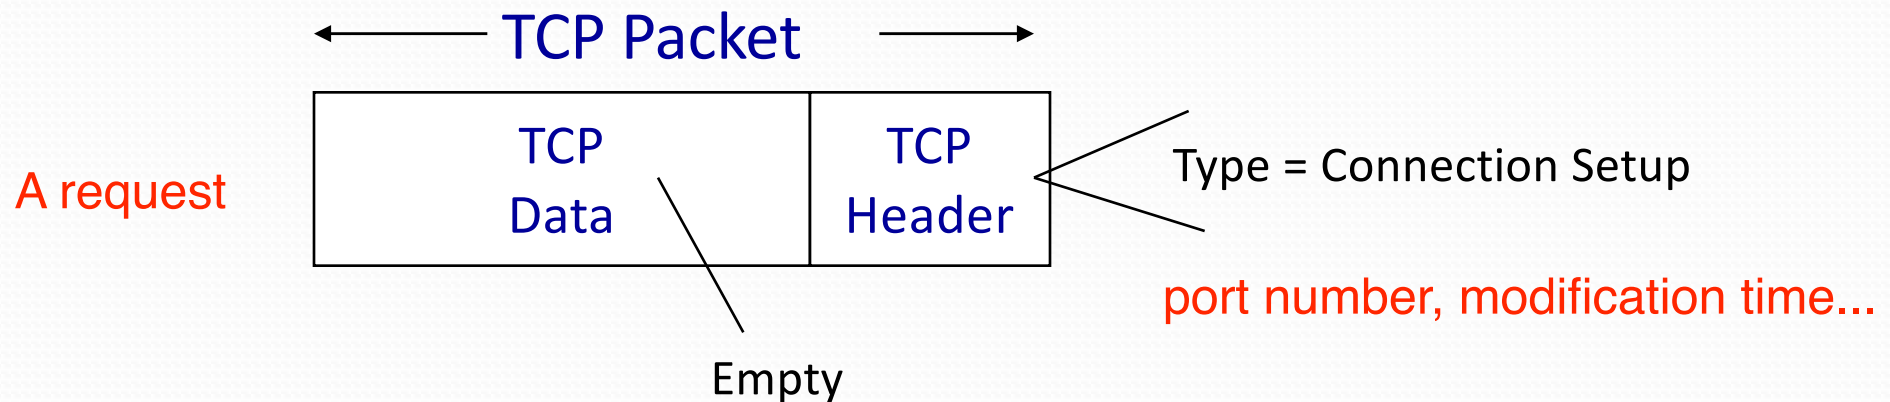 TCP Packet
A request
TCP
Data
TCP
Header
Type = Connection Setup
port number, modification time...
Empty